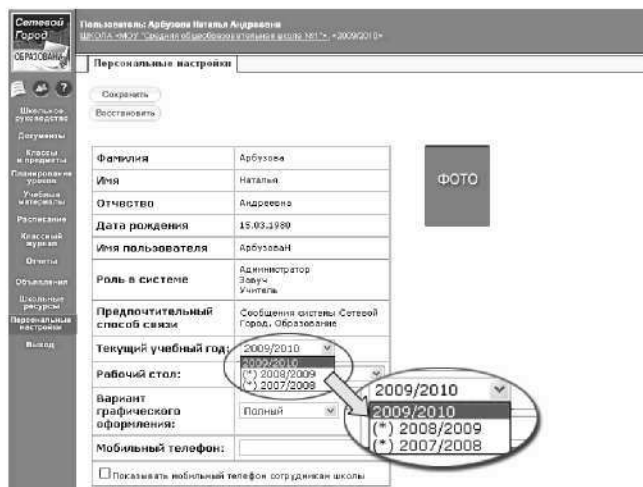 Сетевой
Город
ОБРАЗОВАНИЕ
Пользователь: Арбузова Наталья Андреевна
ШКОЛА «МОУ "Средняя общеобразовательная школа №1"», «2009/2010»
Персональные настройки
Сохранить
Восстановить
Школьное
руководство
Документы
Классы
и предметы
Планирование
уроков
Учебные
материалы
Расписание
Классный
журнал
Отчеты
Объявления
Школьные
ресурсы
Персональные
настройки
Выход
Фамилия Арбузова
Имя Наталья
Отчество Андреевна
Дата рождения 15.03.1980
Имя пользователя АрбузоваН
Роль в системе Администратор
Завуч
Учитель
Предпочтительный
способ связи Сообщения системы Сетевой
Город. Образование
Текущий учебный год: 2009/2010
2009/2010
(*) 2008/2009
(*) 2007/2008
Рабочий стол:
Вариант
графического
оформления: Полный
Мобильный телефон:
Показывать мобильный телефон сотрудникам школы
ФОТО
2009/2010
2009/2010
(*) 2008/2009
(*) 2007/2008